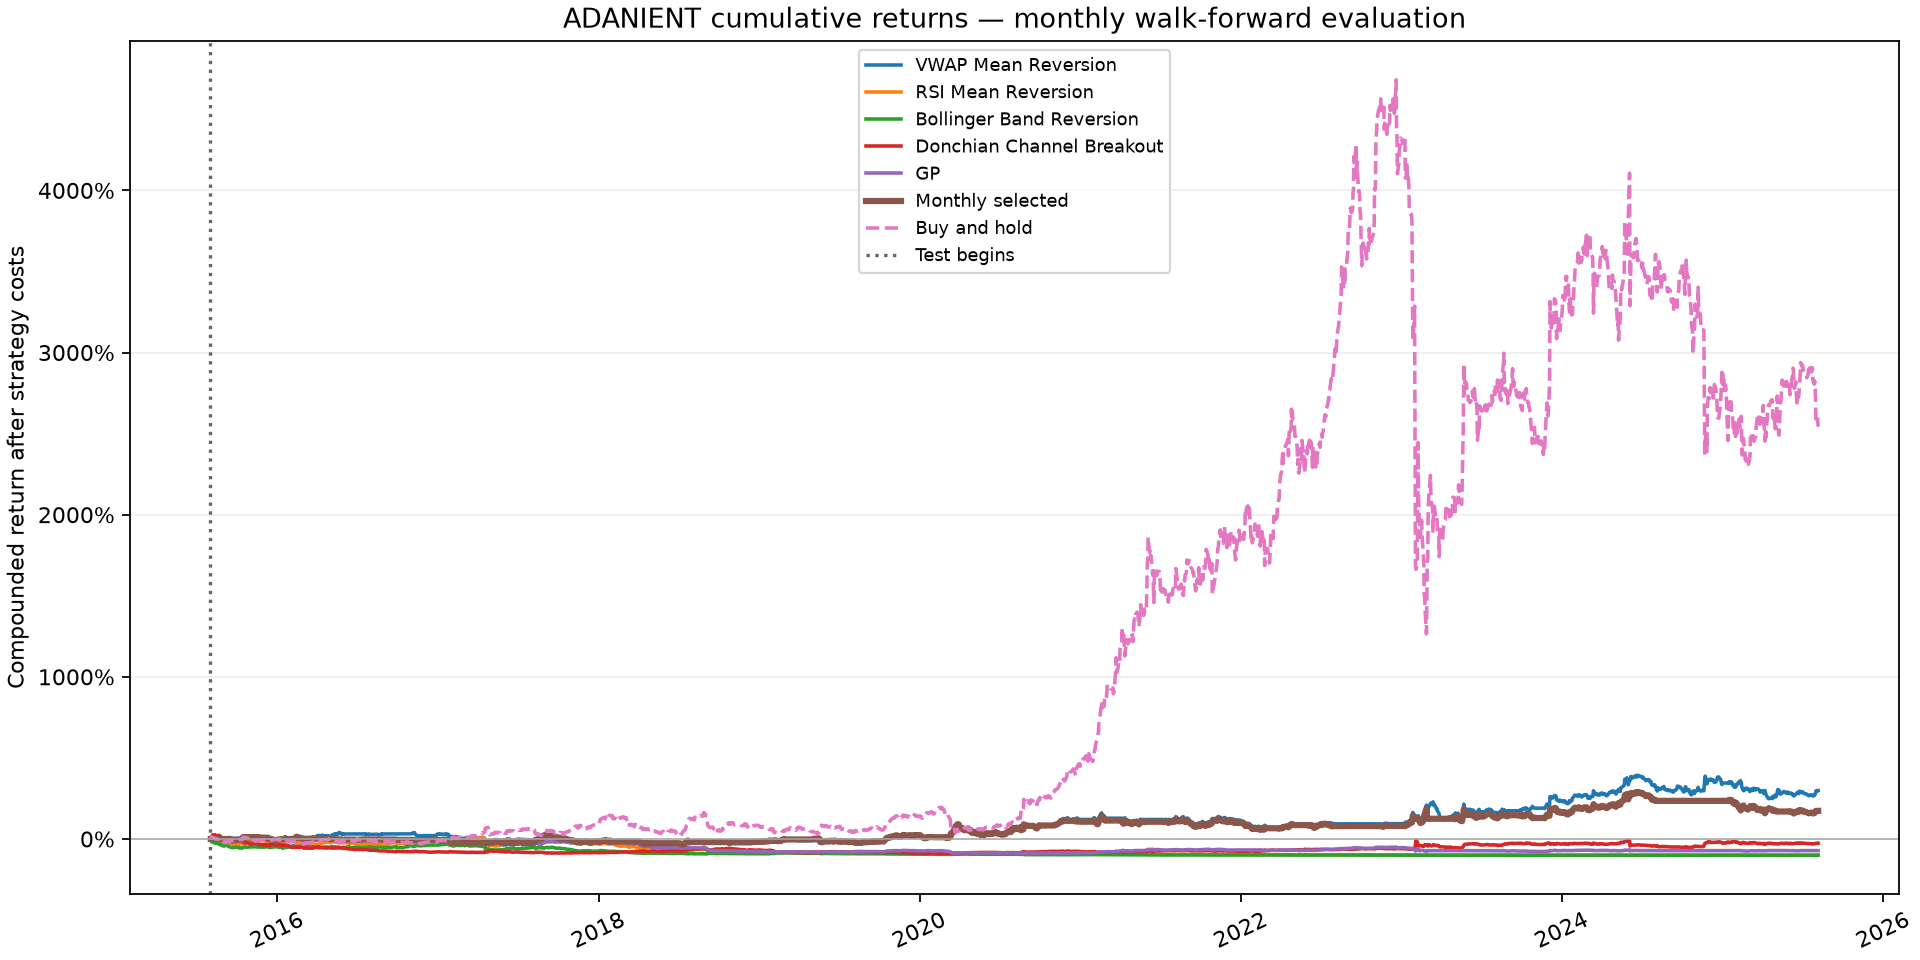 ADANIENT cumulative returns — monthly walk-forward evaluation
VWAP Mean Reversion
RSI Mean Reversion
Bollinger Band Reversion
Donchian Channel Breakout
GP
Monthly selected
Buy and hold
Test begins
Compounded return after strategy costs
4000%
3000%
2000%
1000%
0%
2016
2018
2020
2022
2024
2026